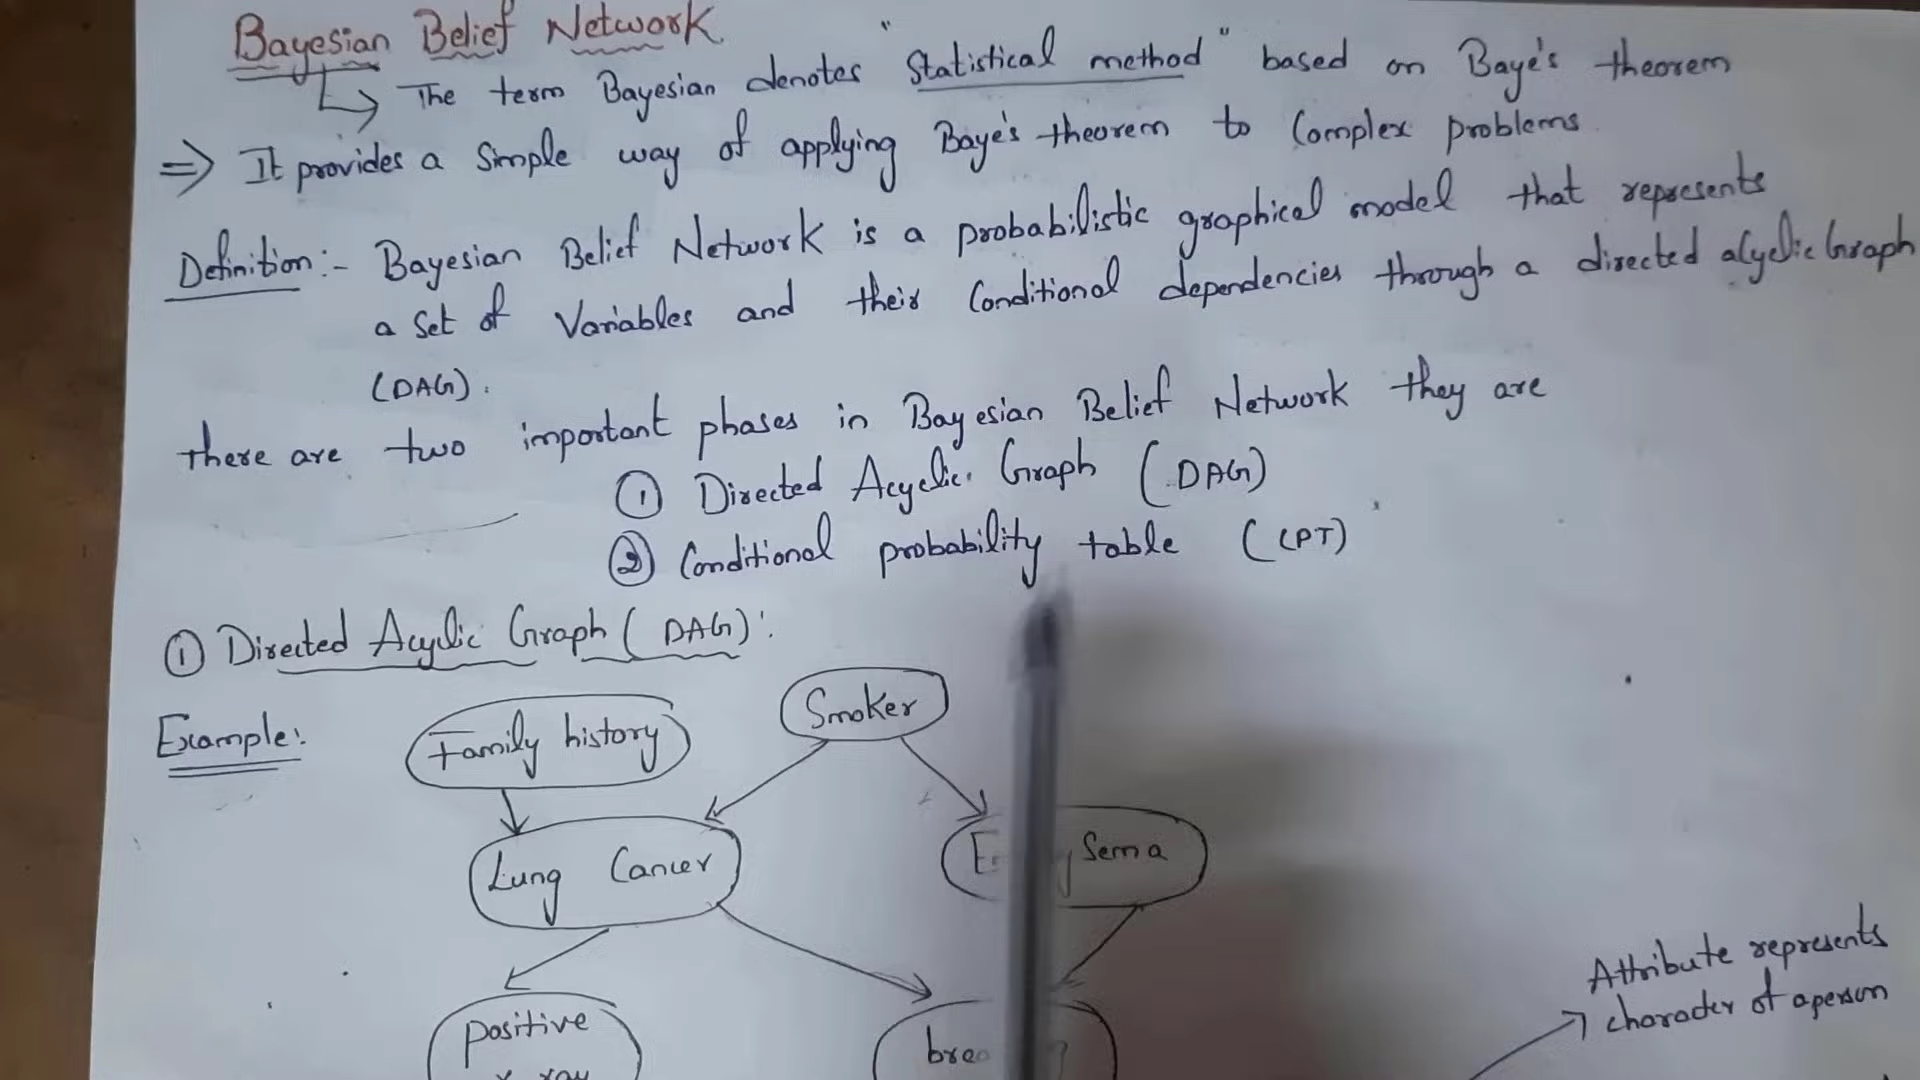 Bayesian Belief Network
The term Bayesian denotes "Statistical method" based on Baye's theorem
=> It provides a Simple way of applying Baye's theorem to Complex problems
Definition :- Bayesian Belief Network is a probabilistic graphical model that represents
a Set of Variables and their Conditional dependencies through a directed acyclic Graph
(DAG).
there are two important phases in Bayesian Belief Network they are
① Directed Acyclic Graph (DAG)
② Conditional probability table (CPT)
① Directed Acyclic Graph (DAG):
Example:
Family history
Smoker
Lung Cancer
Sema
Attribute represents
character of a person
positive
x ray